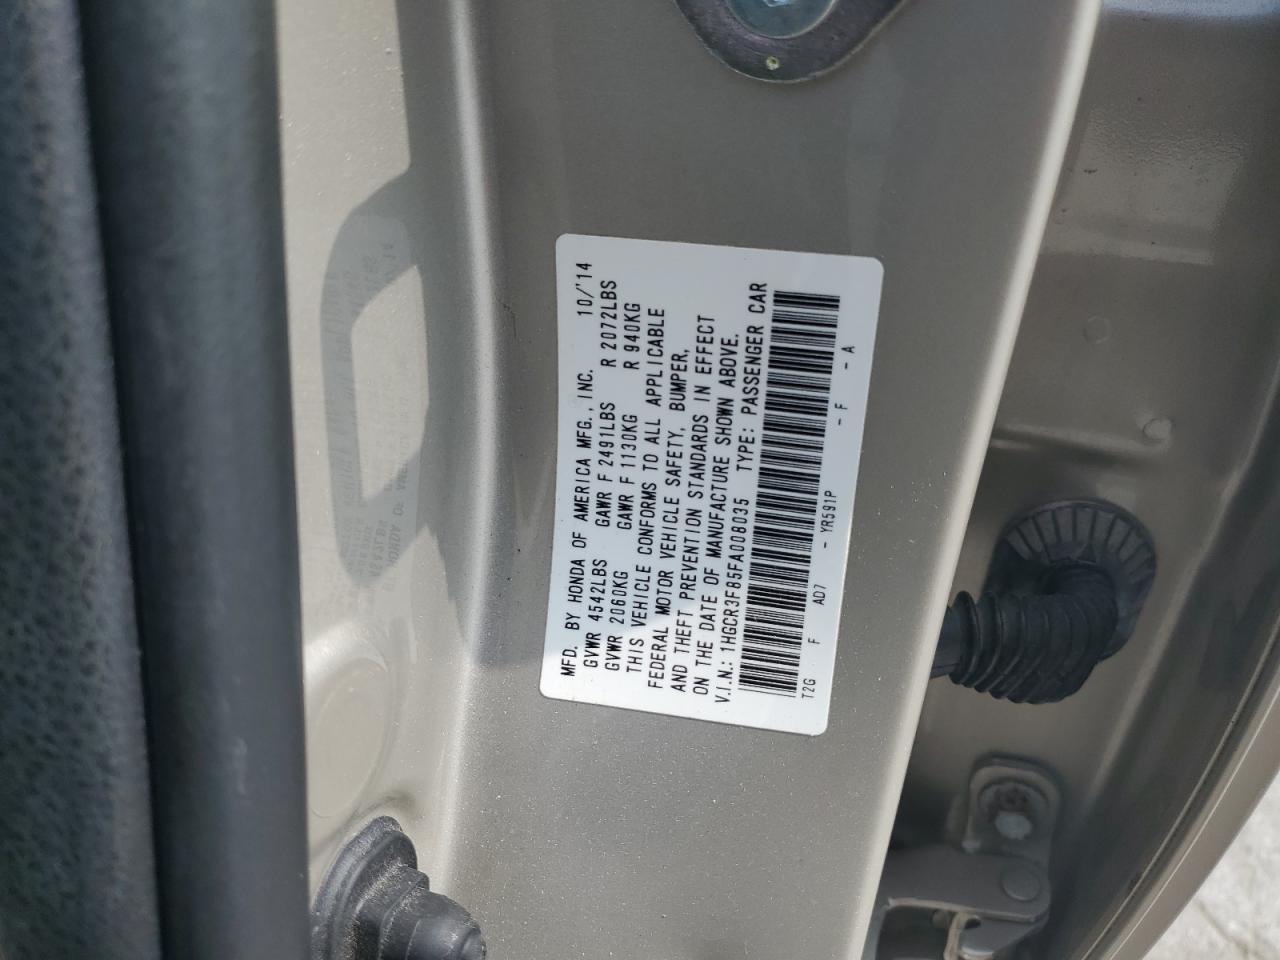 MFD. BY HONDA OF AMERICA MFG., INC. 10/'14
GVWR 4542LBS GAWR F 2491LBS R 2072LBS
GVWR 2060KG GAWR F 1130KG R 940KG
THIS VEHICLE CONFORMS TO ALL APPLICABLE
FEDERAL MOTOR VEHICLE SAFETY, BUMPER,
AND THEFT PREVENTION STANDARDS IN EFFECT
ON THE DATE OF MANUFACTURE SHOWN ABOVE.
V.I.N.: 1HGCR3F85FA008035 TYPE: PASSENGER CAR
T2G F AD7 - YR591P - F - A